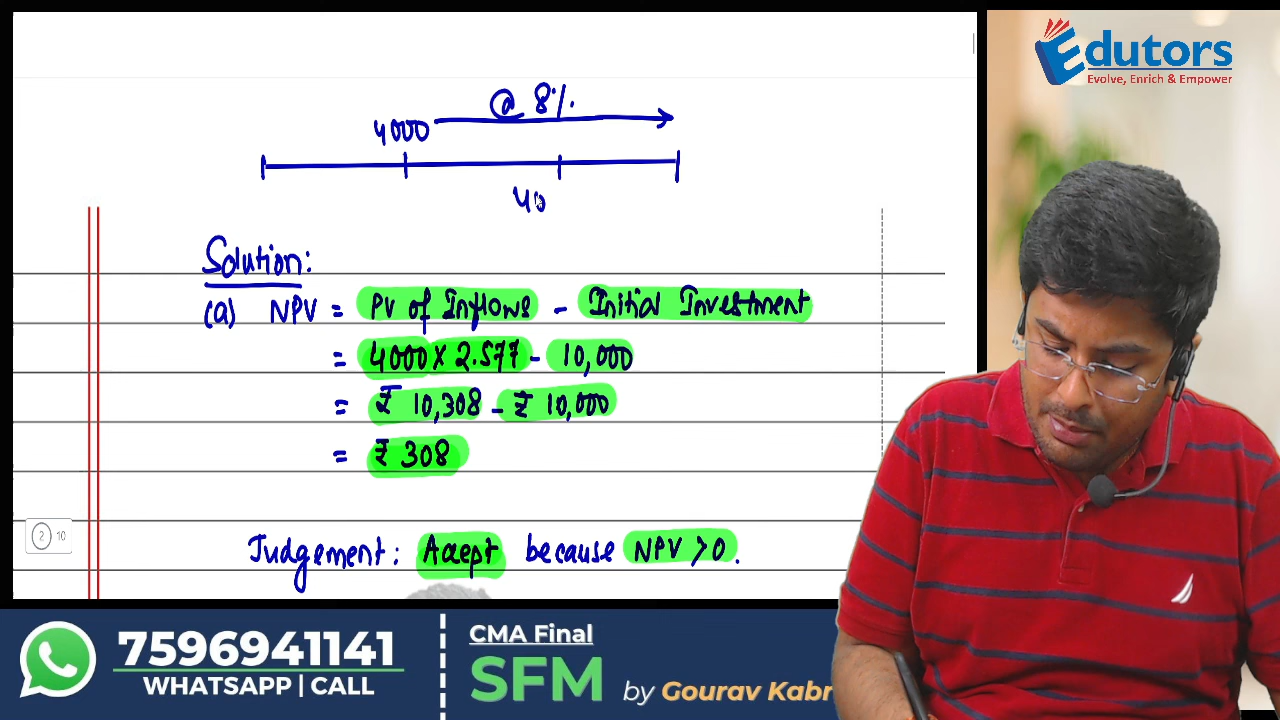 Edutors
Evolve, Enrich & Empower
@ 8%
4000
40
Solution:
(a) NPV = PV of Inflows - Initial Investment
= 4000 x 2.577 - 10,000
= ₹ 10,308 - ₹ 10,000
= ₹ 308
2 10
Judgement: Accept because NPV >0.
7596941141
WHATSAPP | CALL
CMA Final
SFM by Gourav Kabr